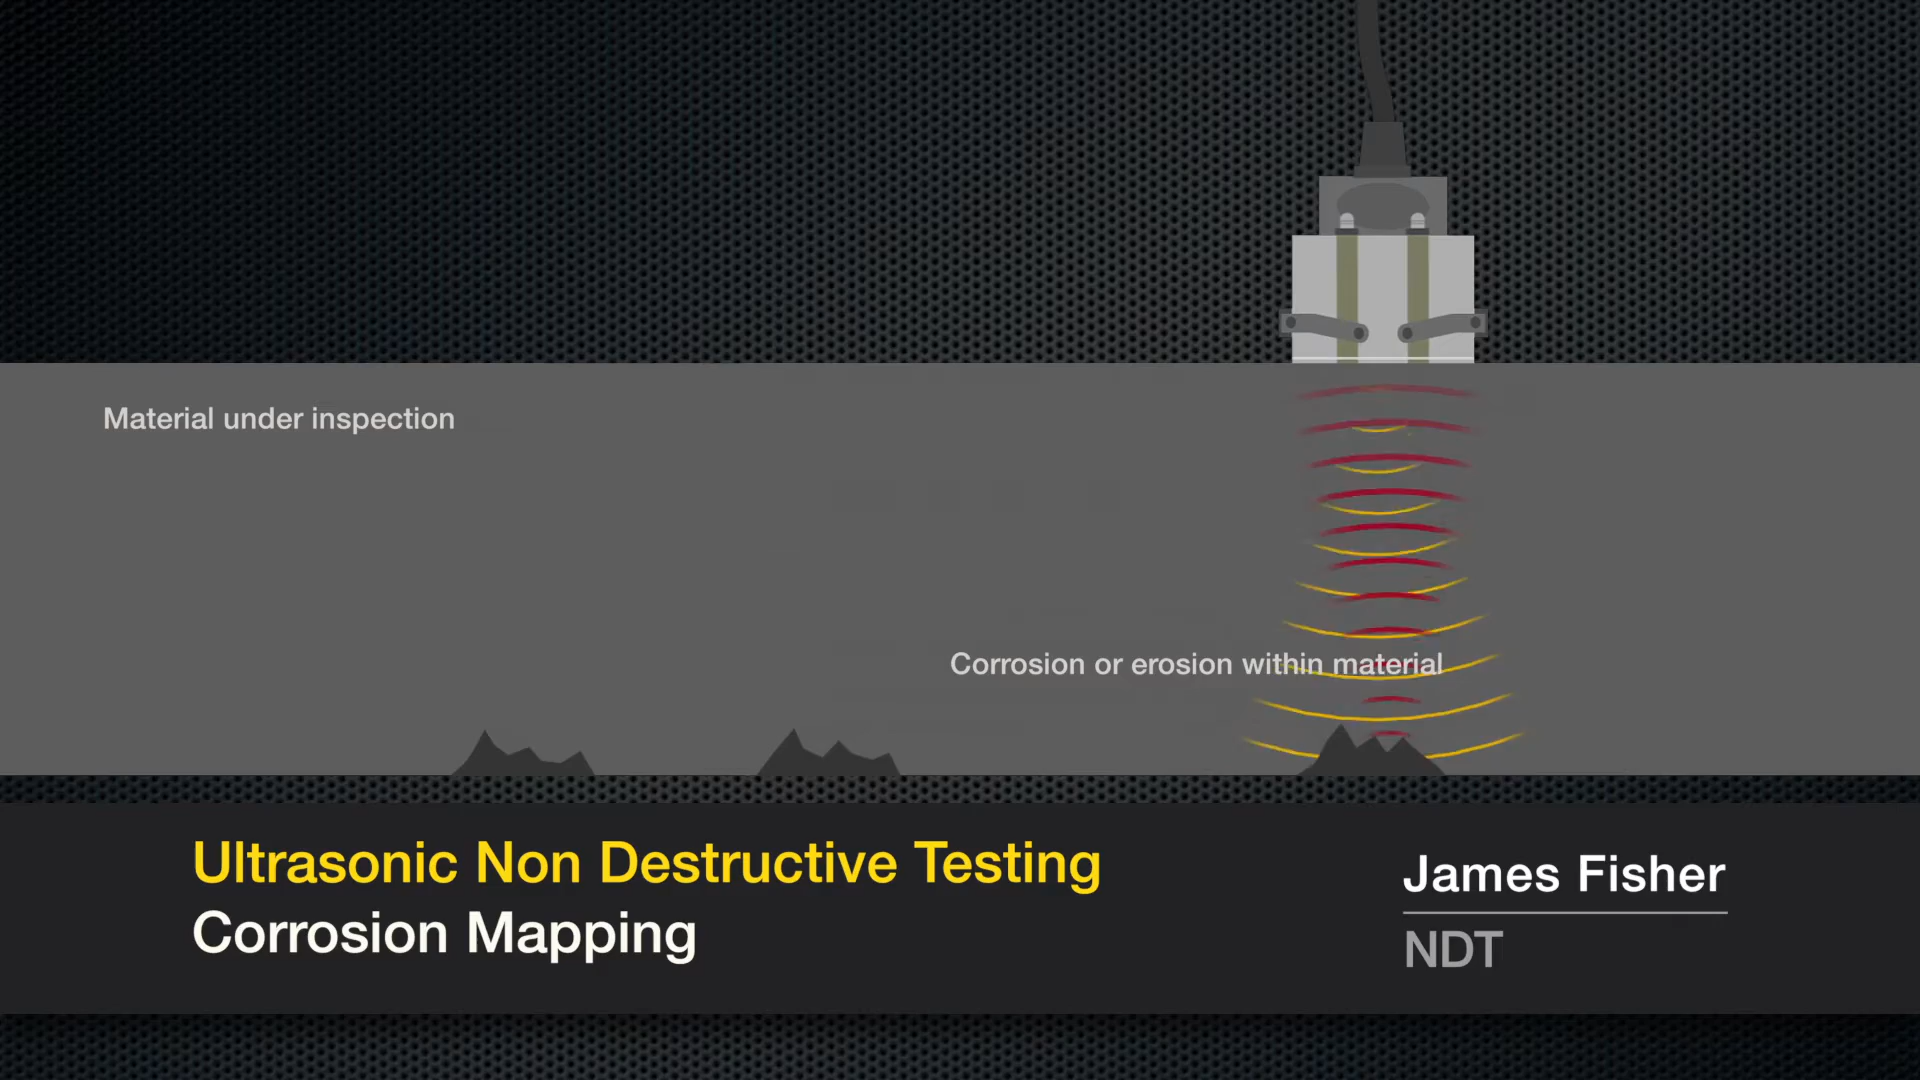 Material under inspection
Corrosion or erosion within material
Ultrasonic Non Destructive Testing
Corrosion Mapping
James Fisher
NDT